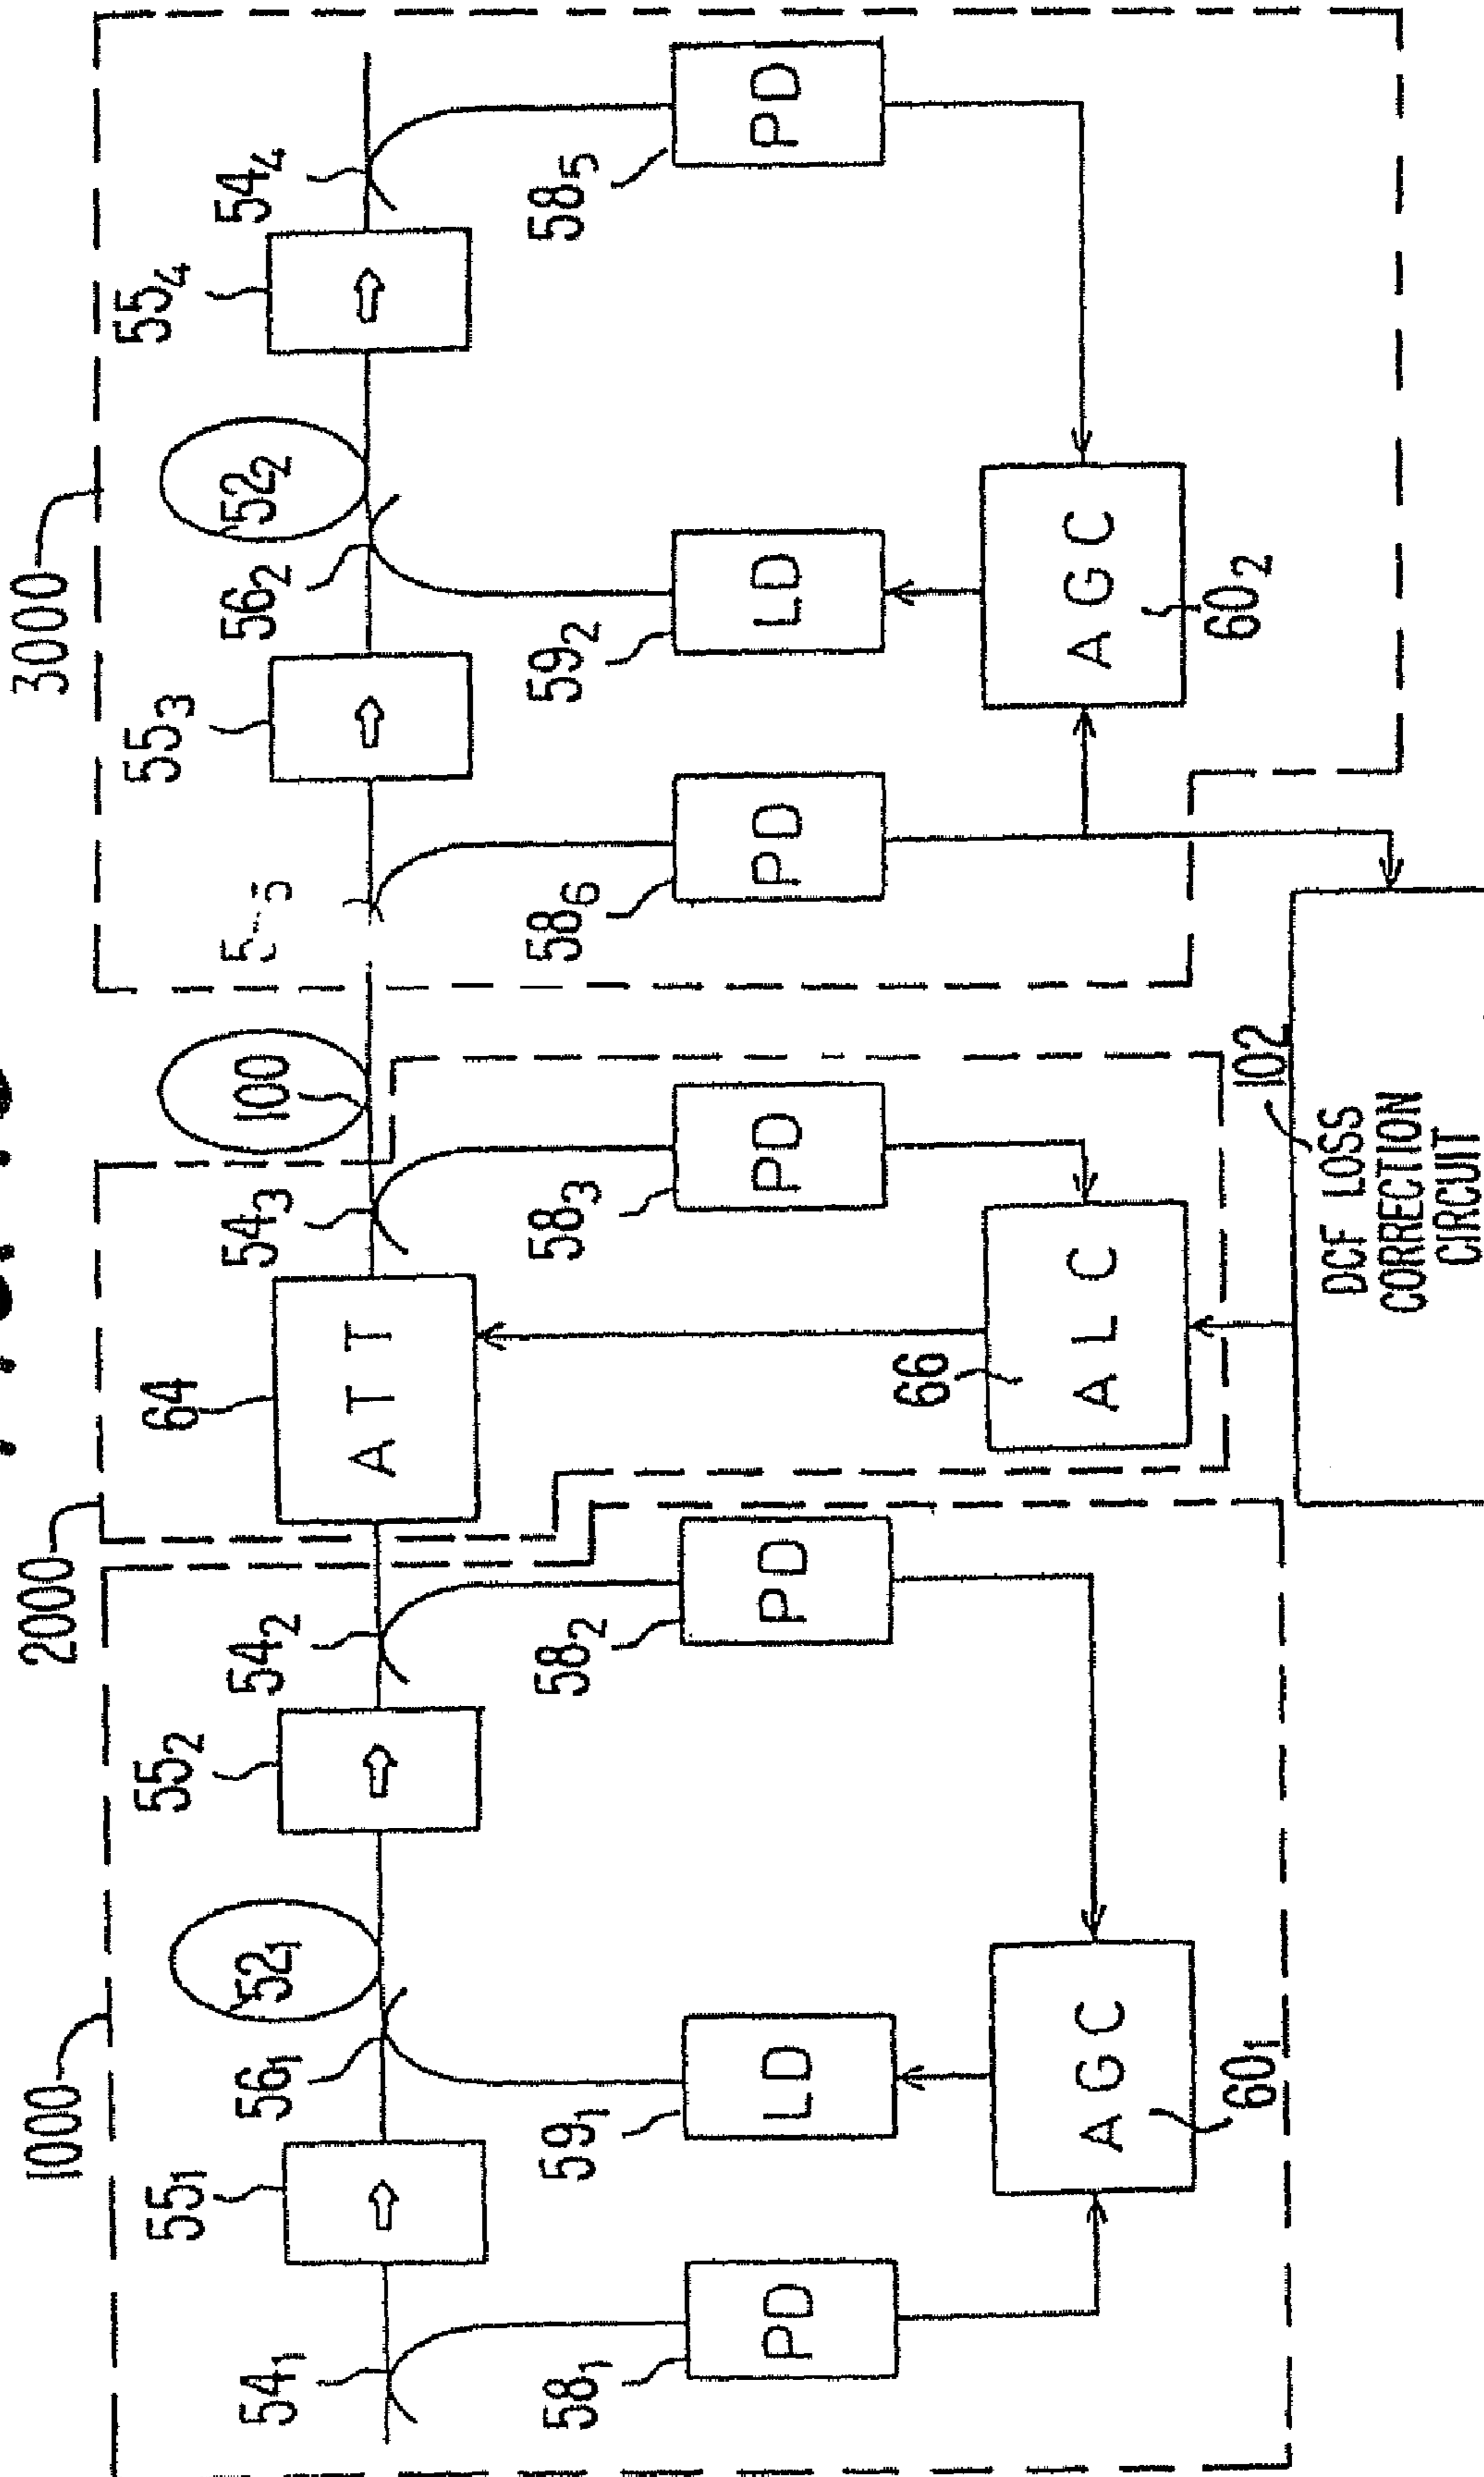 1000
2000
3000
54₁
55₁
56₁
52₁
55₂
54₂
64
ATT
54₃
100
55₃
56₂
52₂
55₄
54₄
58₁
PD
59₁
LD
58₂
PD
58₃
PD
58₆
PD
59₂
LD
58₅
PD
AGC
60₁
66
ALC
AGC
60₂
102
DCF LOSS
CORRECTION
CIRCUIT